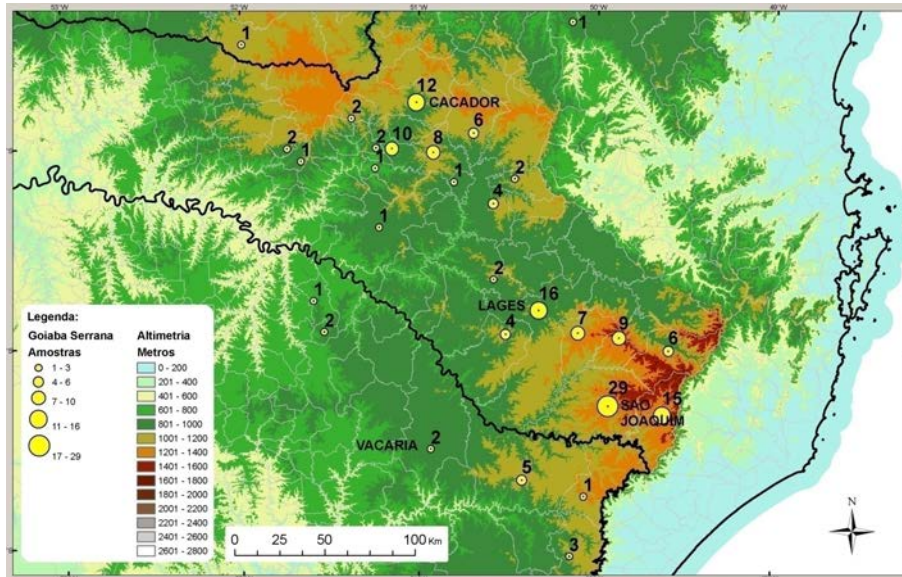 53°W
52°W
51°W
50°W
49°W
1
1
12
CACADOR
2
6
2
1
2
10
8
1
1
2
4
1
2
1
LAGES
16
2
4
7
9
6
29
SAO
JOAQUIM
15
VACARIA
2
5
1
3
Legenda:
Goiaba Serrana
Amostras
1 - 3
4 - 6
7 - 10
11 - 16
17 - 29
Altimetria
Metros
0 - 200
201 - 400
401 - 600
601 - 800
801 - 1000
1001 - 1200
1201 - 1400
1401 - 1600
1601 - 1800
1801 - 2000
2001 - 2200
2201 - 2400
2401 - 2600
2601 - 2800
0 50 100
Km
N